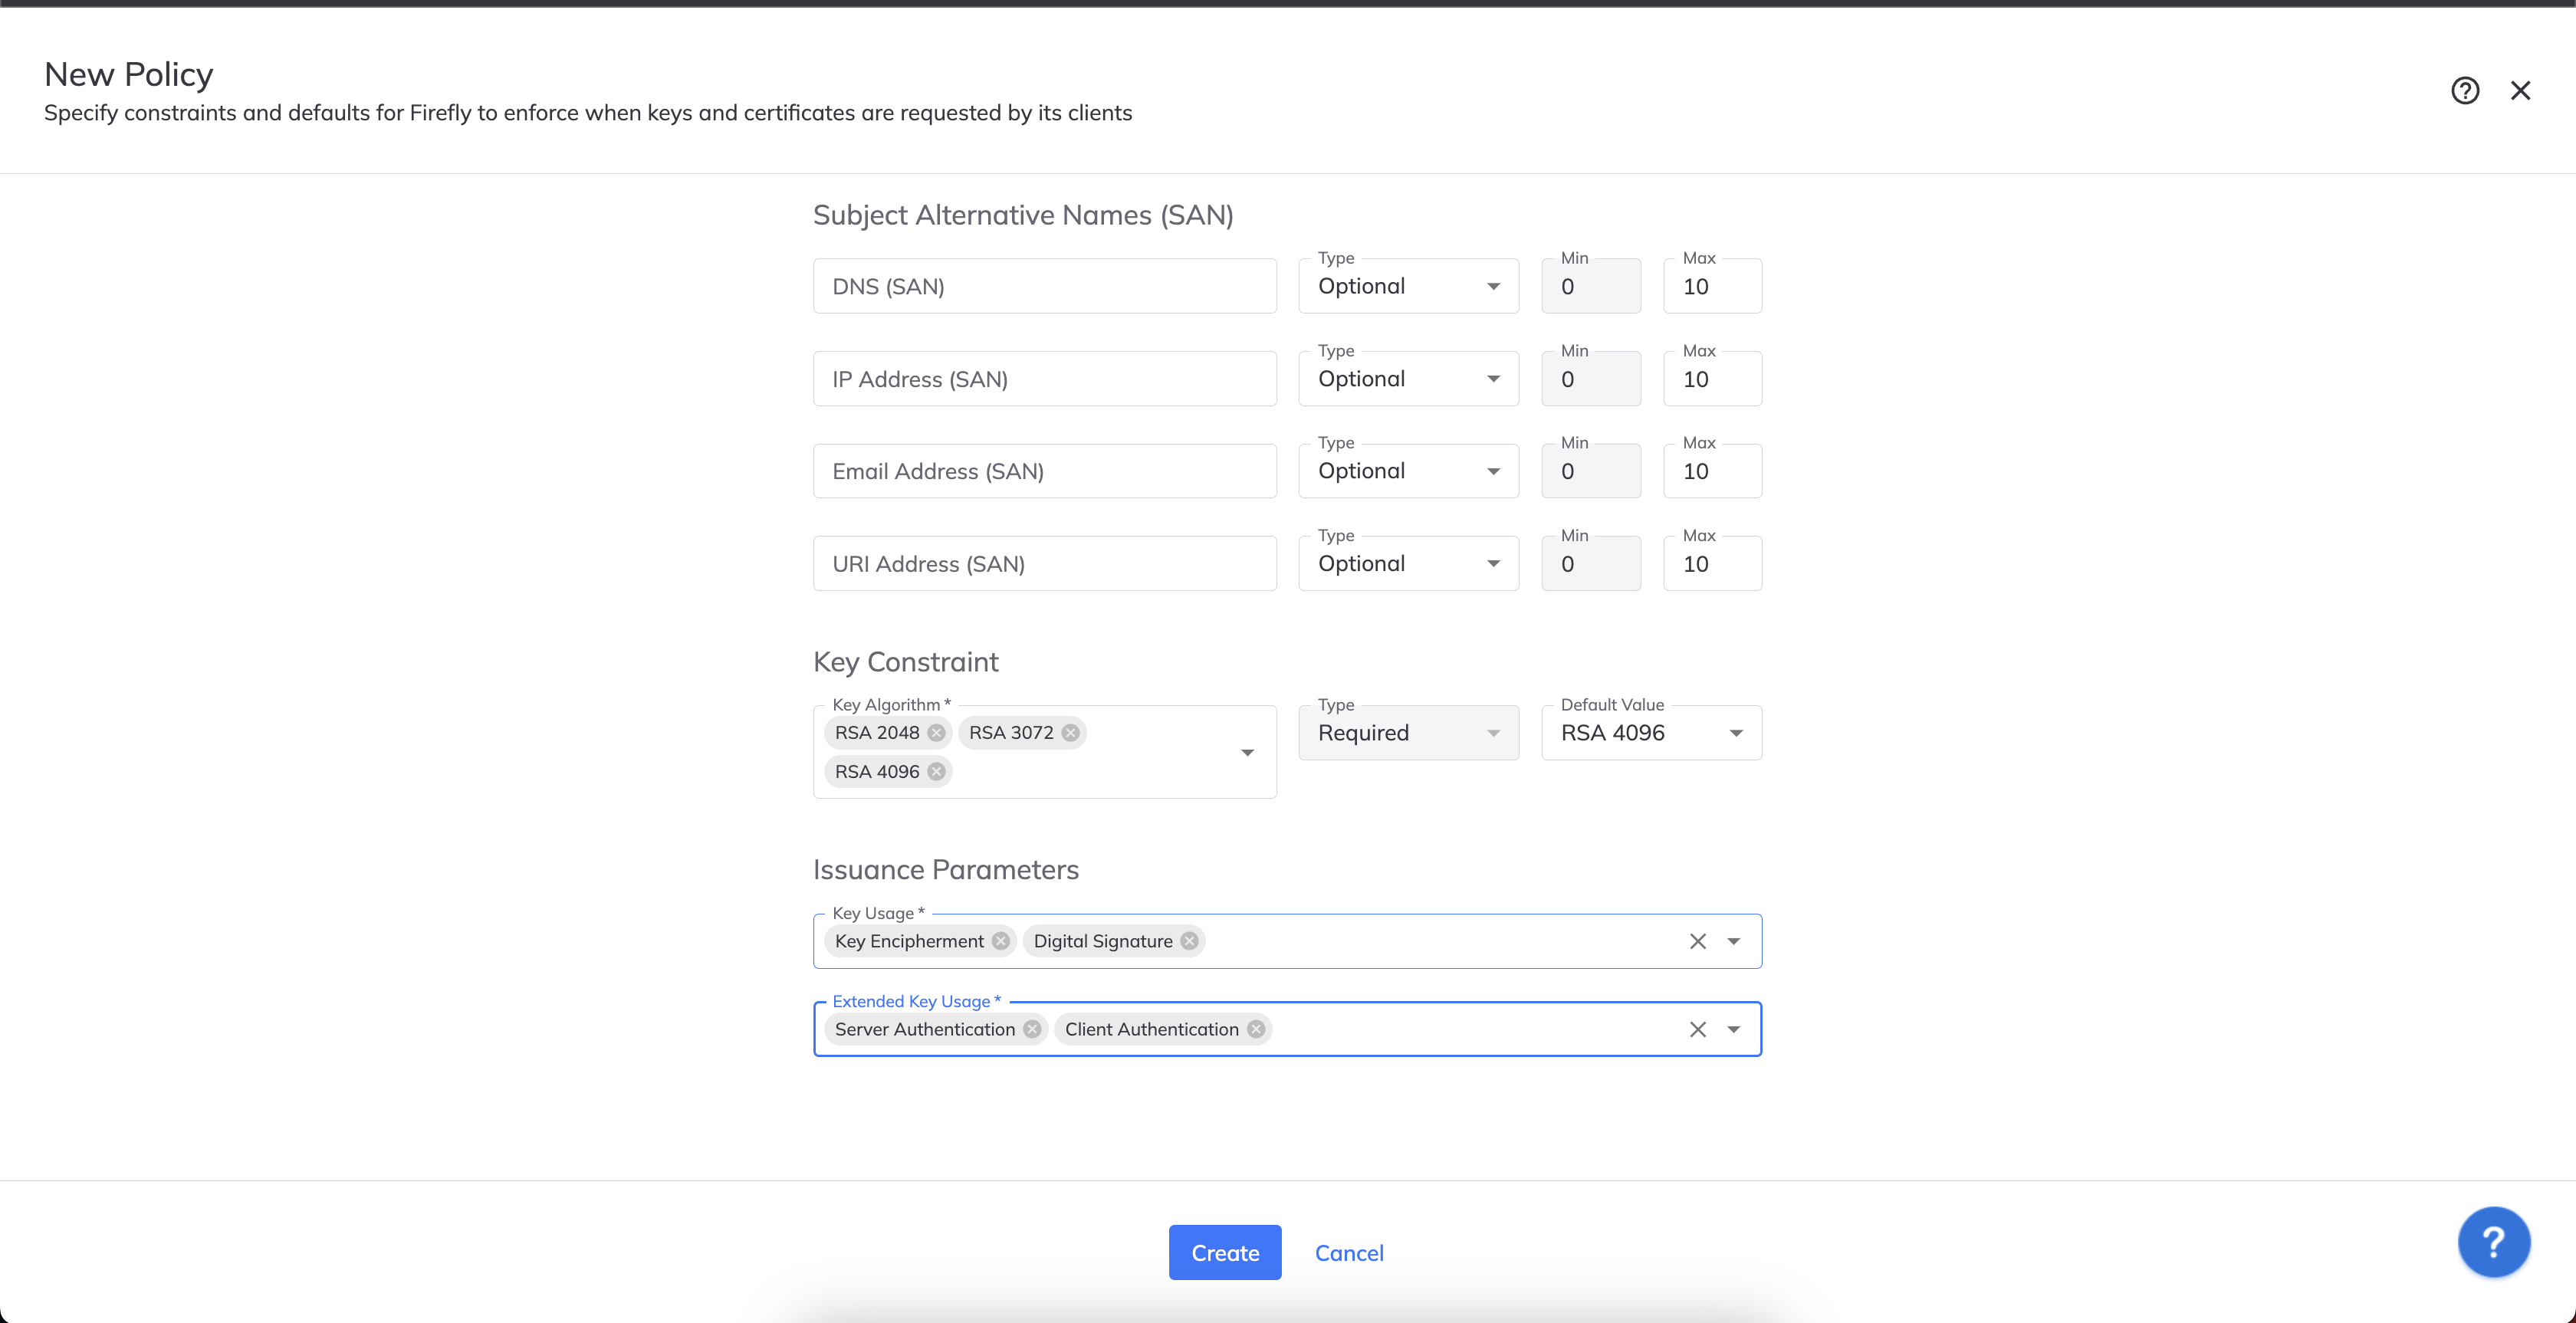 New Policy
Specify constraints and defaults for Firefly to enforce when keys and certificates are requested by its clients
Subject Alternative Names (SAN)
Type Min Max
DNS (SAN) Optional 0 10
Type Min Max
IP Address (SAN) Optional 0 10
Type Min Max
Email Address (SAN) Optional 0 10
Type Min Max
URI Address (SAN) Optional 0 10
Key Constraint
Key Algorithm * Type Default Value
RSA 2048 RSA 3072 Required RSA 4096
RSA 4096
Issuance Parameters
Key Usage *
Key Encipherment Digital Signature
Extended Key Usage *
Server Authentication Client Authentication
Create Cancel
?